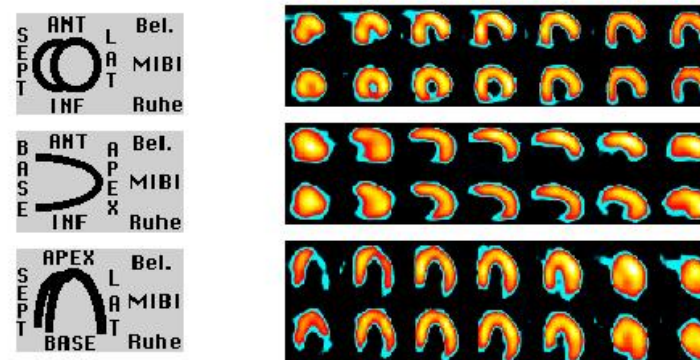 ANT
SEPT
LAT
INF
Bel.
MIBI
Ruhe
ANT
BASE
APEX
INF
Bel.
MIBI
Ruhe
APEX
SEPT
LAT
BASE
Bel.
MIBI
Ruhe